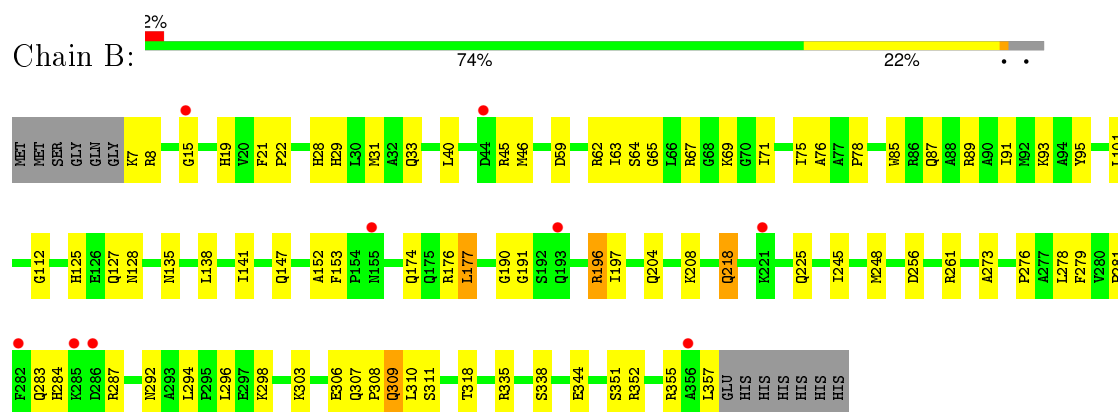 2%
Chain B:
74% 22% • •
MET MET SER GLY GLN GLY K7 R8 G15 H19 V20 F21 P22 H28 H29 L30 M31 A32 Q33 L40 D44 R45 M46 D59 R62 I63 S64 G65 L66 R67 G68 K69 G70 I71 I75 A76 A77 P78 W85 R86 Q87 A88 R89 A90 I91 M92 K93 A94 Y95
G112 H125 E126 Q127 N128 N135 L138 I141 Q147 A152 F153 P154 N155 Q174 Q175 R176 L177 G190 G191 S192 Q193 R196 I197 Q204 K208 Q218 K221 Q225 I245 M248 D256 R261 A273 P276 A277 L278 F279 V280
F282 Q283 H284 K285 D286 R287 N292 A293 L294 P295 L296 E297 K298 K303 E306 Q307 P308 Q309 L310 S311 T318 R335 S338 E344 S351 R352 R355 A356 L357 GLU HIS HIS HIS HIS HIS HIS